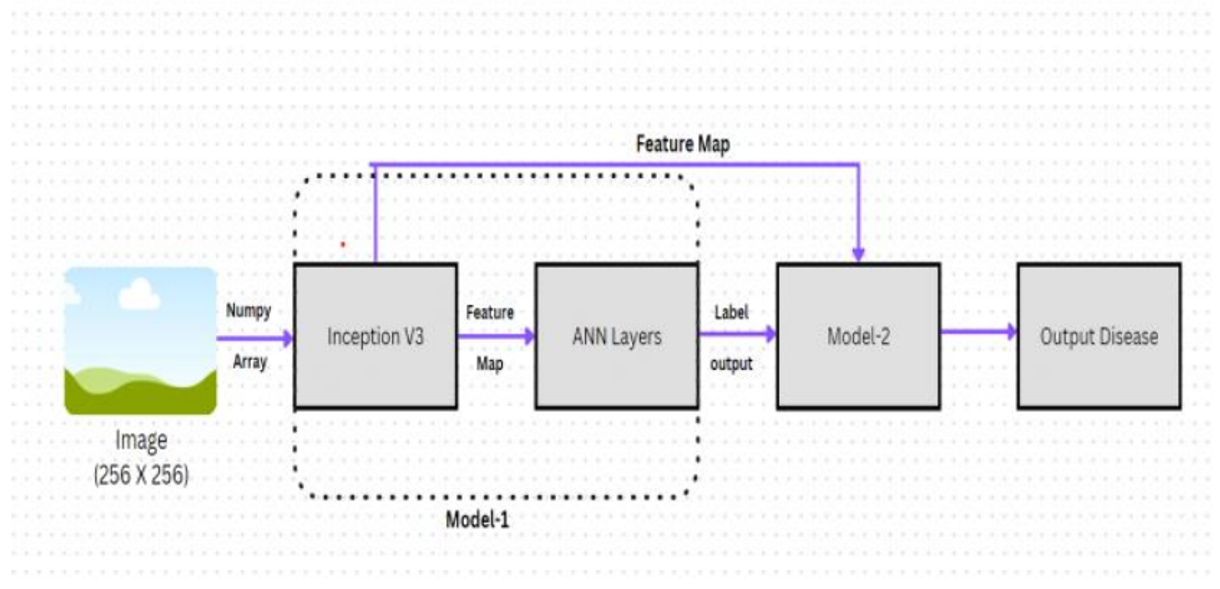 Feature Map
Numpy
Array
Inception V3
Feature
Map
ANN Layers
Label
output
Model-2
Output Disease
Image
(256 X 256)
Model-1